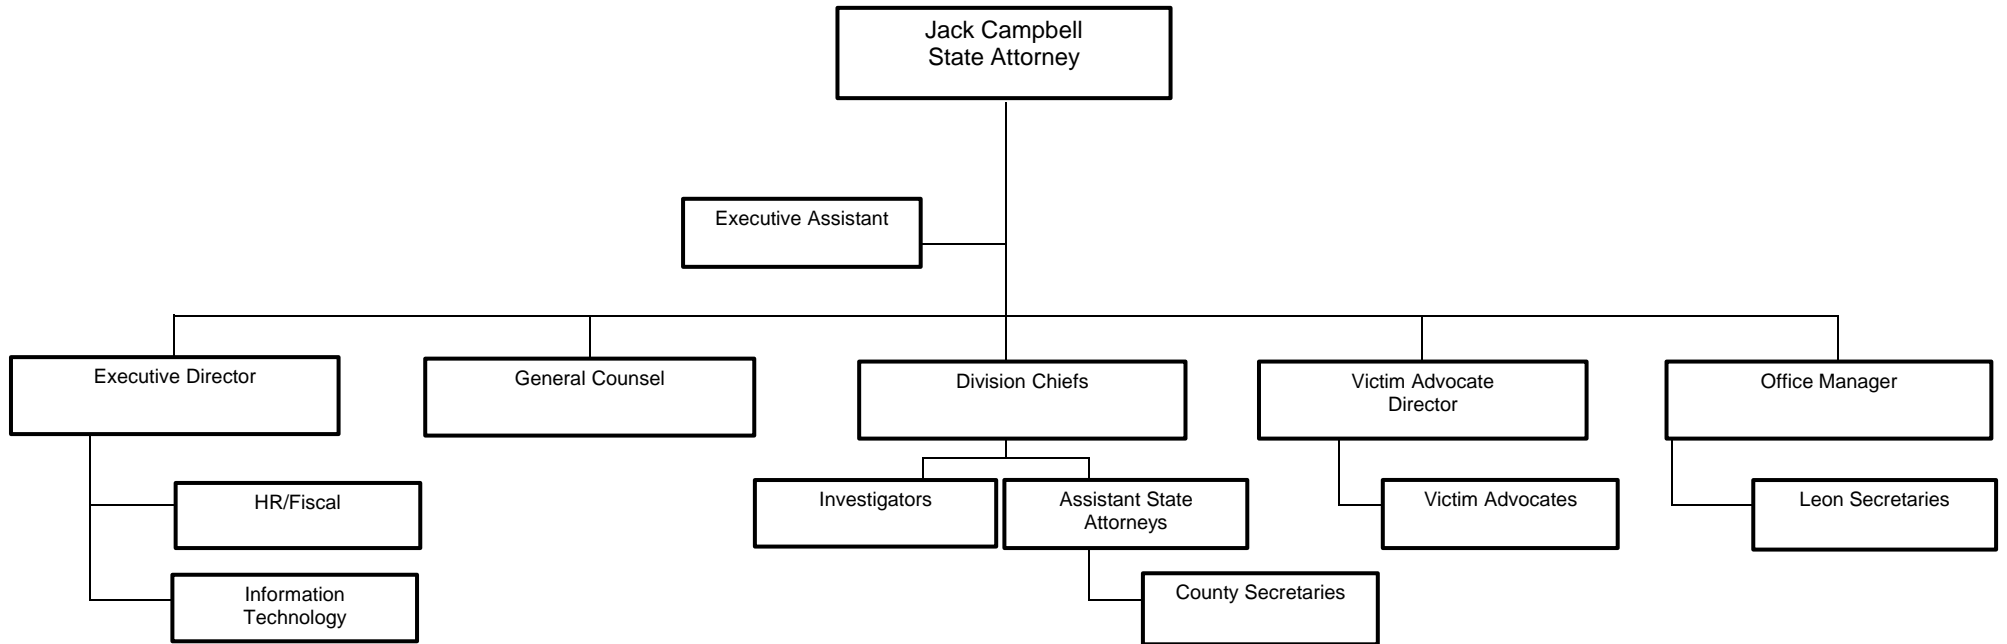 Jack Campbell
State Attorney
Executive Assistant
Executive Director
General Counsel
Division Chiefs
Victim Advocate
Director
Office Manager
HR/Fiscal
Investigators
Assistant State
Attorneys
Victim Advocates
Leon Secretaries
Information
Technology
County Secretaries